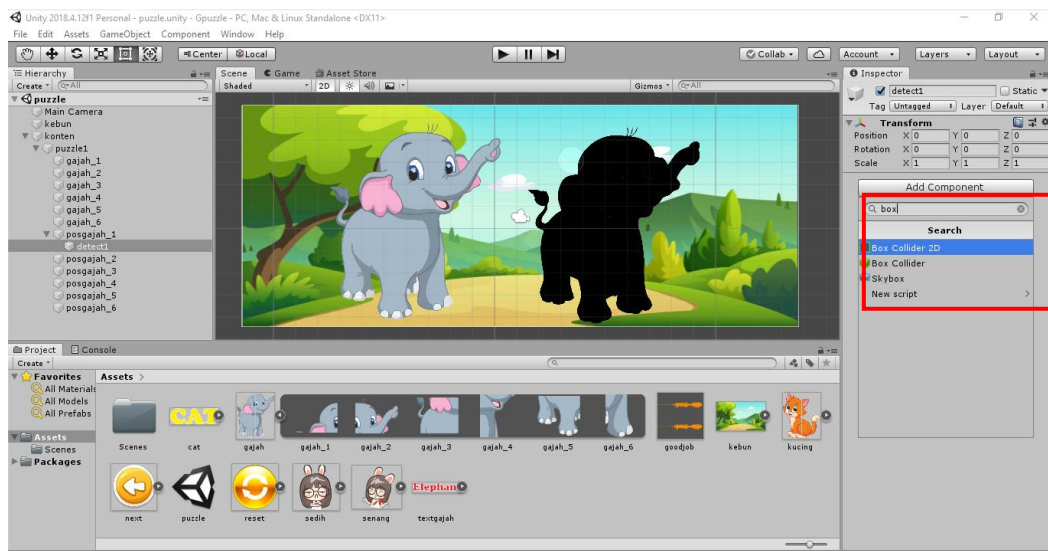 Unity 2018.4.12f1 Personal - puzzle.unity - Gpuzzle - PC, Mac & Linux Standalone <DX11>
File Edit Assets GameObject Component Window Help
Center Local Collab Account Layers Layout
Hierarchy
Create All
puzzle
Main Camera
kebun
konten
puzzle1
gajah_1
gajah_2
gajah_3
gajah_4
gajah_5
gajah_6
posgajah_1
detect1
posgajah_2
posgajah_3
posgajah_4
posgajah_5
posgajah_6
Scene Game Asset Store
Shaded 2D Gizmos All
Inspector
detect1 Static
Tag Untagged Layer Default
Transform
Position X 0 Y 0 Z 0
Rotation X 0 Y 0 Z 0
Scale X 1 Y 1 Z 1
Add Component
box
Search
Box Collider 2D
Box Collider
Skybox
New script
Project Console
Create
Favorites
All Materials
All Models
All Prefabs
Assets
Scenes
Packages
Assets >
CAT
Scenes cat gajah gajah_1 gajah_2 gajah_3 gajah_4 gajah_5 gajah_6 goodjob kebun kucing
Elephan
next puzzle reset sedih senang textgajah